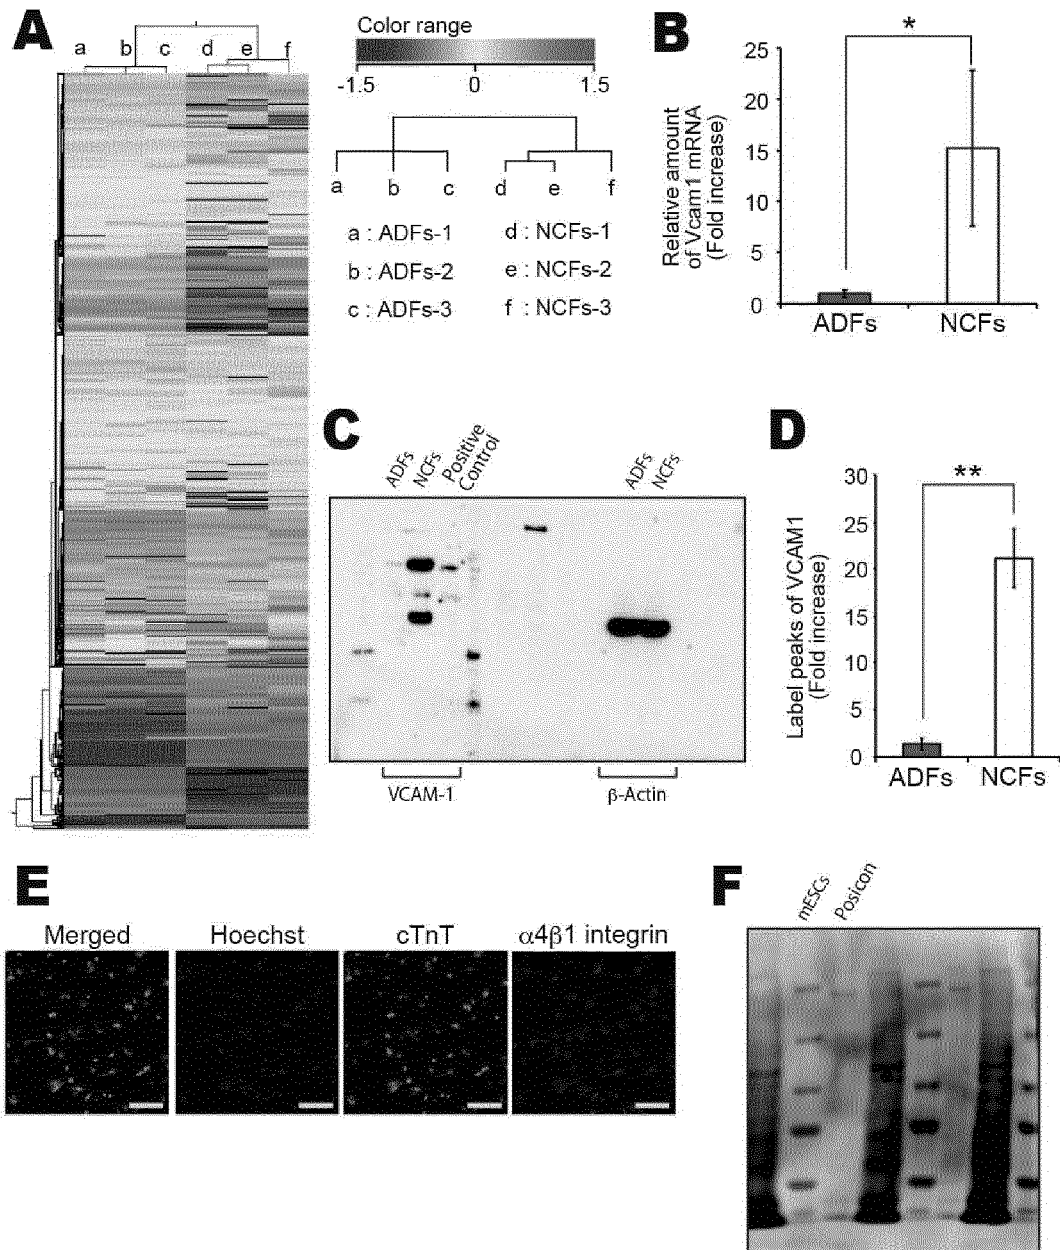 A
a b c d e f
Color range
-1.5 0 1.5
a b c d e f
a : ADFs-1 d : NCFs-1
b : ADFs-2 e : NCFs-2
c : ADFs-3 f : NCFs-3
B
*
Relative amount
of Vcam1 mRNA
(Fold increase)
25
20
15
10
5
0
ADFs NCFs
C
ADFs
NCFs
Positive
Control
ADFs
NCFs
VCAM-1 β-Actin
D
**
Label peaks of VCAM1
(Fold increase)
30
25
20
15
10
5
0
ADFs NCFs
E
Merged Hoechst cTnT α4β1 integrin
F
mESCs
Posicon